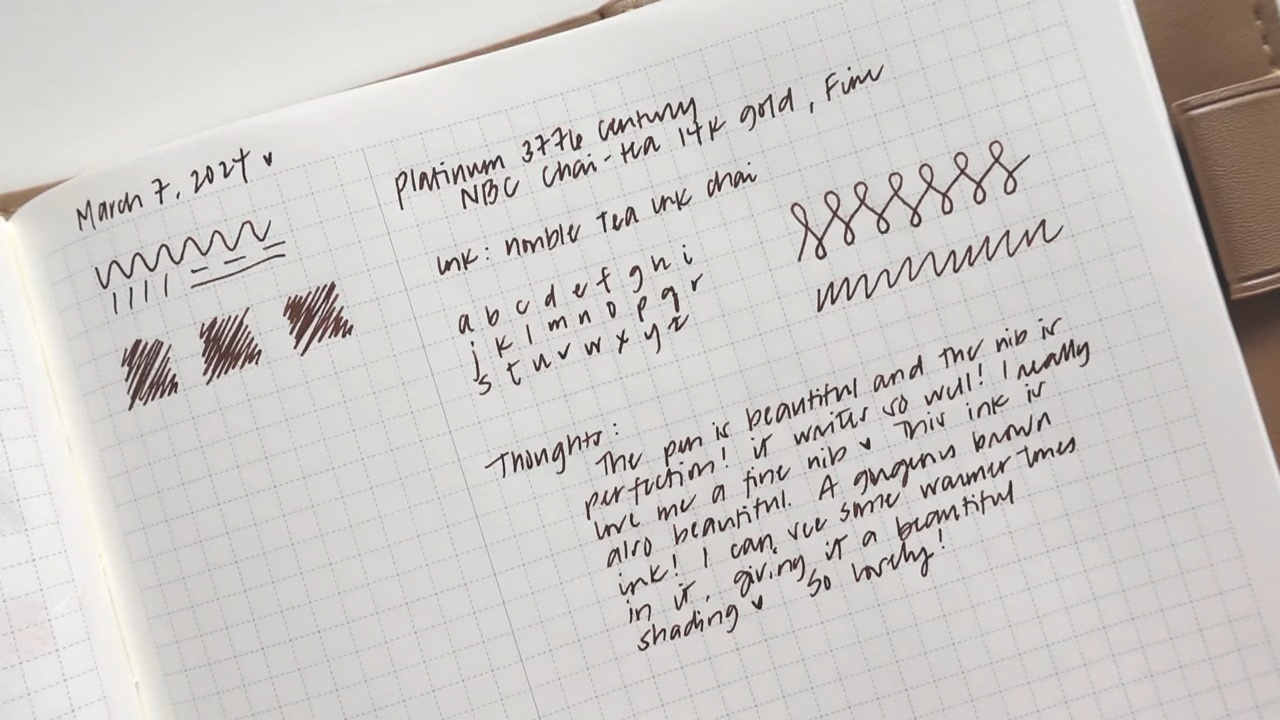 March 7, 2024
Platinum 3776 century
NBC Chai-tea 14K gold, Fine
ink: nimble Tea ink chai
a b c d e f g h i
j k l m n o p q r
s t u v w x y z
Thoughts:
The pen is beautiful and the nib is
perfection! it writes so well! I really
love me a fine nib ♥ This ink is
also beautiful. A gorgeous brown
ink! I can see some warmer tones
in it, giving it a beautiful
shading ♥ So lovely!